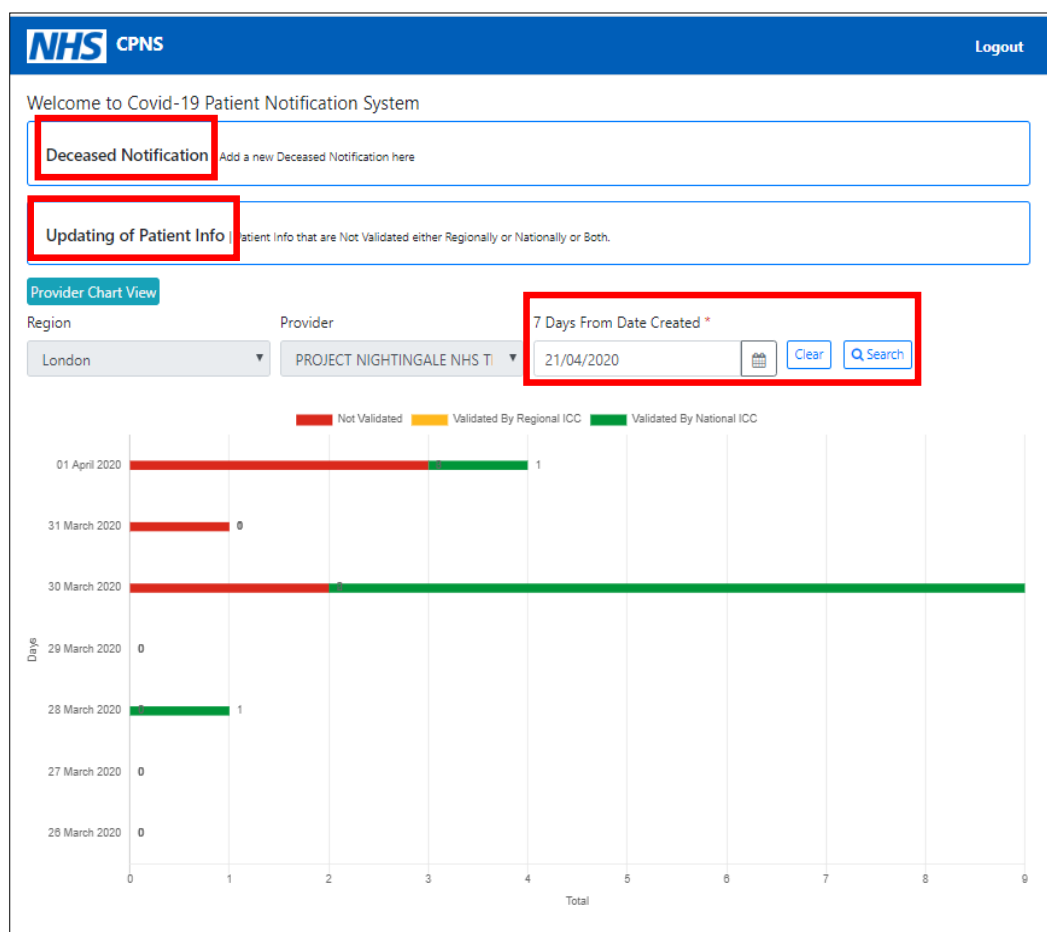 NHS CPNS
Logout
Welcome to Covid-19 Patient Notification System
Deceased Notification Add a new Deceased Notification here
Updating of Patient Info | Patient Info that are Not Validated either Regionally or Nationally or Both.
Provider Chart View
Region Provider 7 Days From Date Created *
London PROJECT NIGHTINGALE NHS 21/04/2020 Clear Search
Not Validated Validated By Regional ICC Validated By National ICC
01 April 2020 1
31 March 2020 0
30 March 2020
Days
29 March 2020 0
28 March 2020 1
27 March 2020 0
26 March 2020 0
0 1 2 3 4 5 6 7 8 9
Total